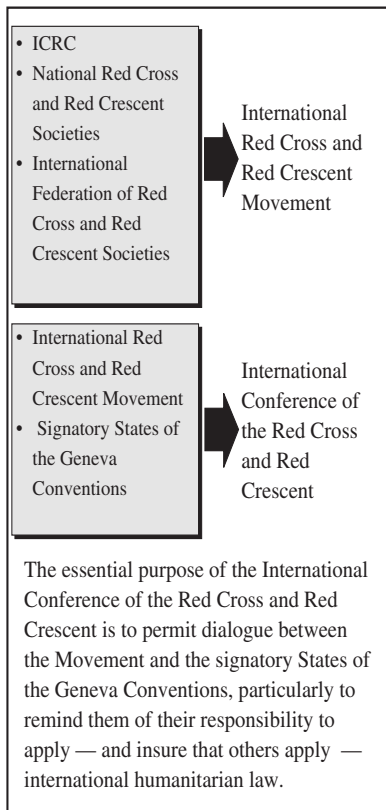 • ICRC
• National Red Cross
and Red Crescent
Societies
• International
Federation of Red
Cross and Red
Crescent Societies
International
Red Cross and
Red Crescent
Movement
• International Red
Cross and Red
Crescent Movement
• Signatory States of
the Geneva
Conventions
International
Conference of
the Red Cross
and Red
Crescent
The essential purpose of the International
Conference of the Red Cross and Red
Crescent is to permit dialogue between
the Movement and the signatory States of
the Geneva Conventions, particularly to
remind them of their responsibility to
apply — and insure that others apply —
international humanitarian law.